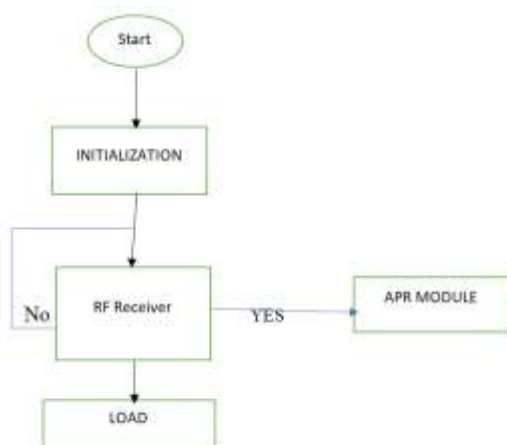 Start
INITIALIZATION
RF Receiver
APR MODULE
No
YES
LOAD